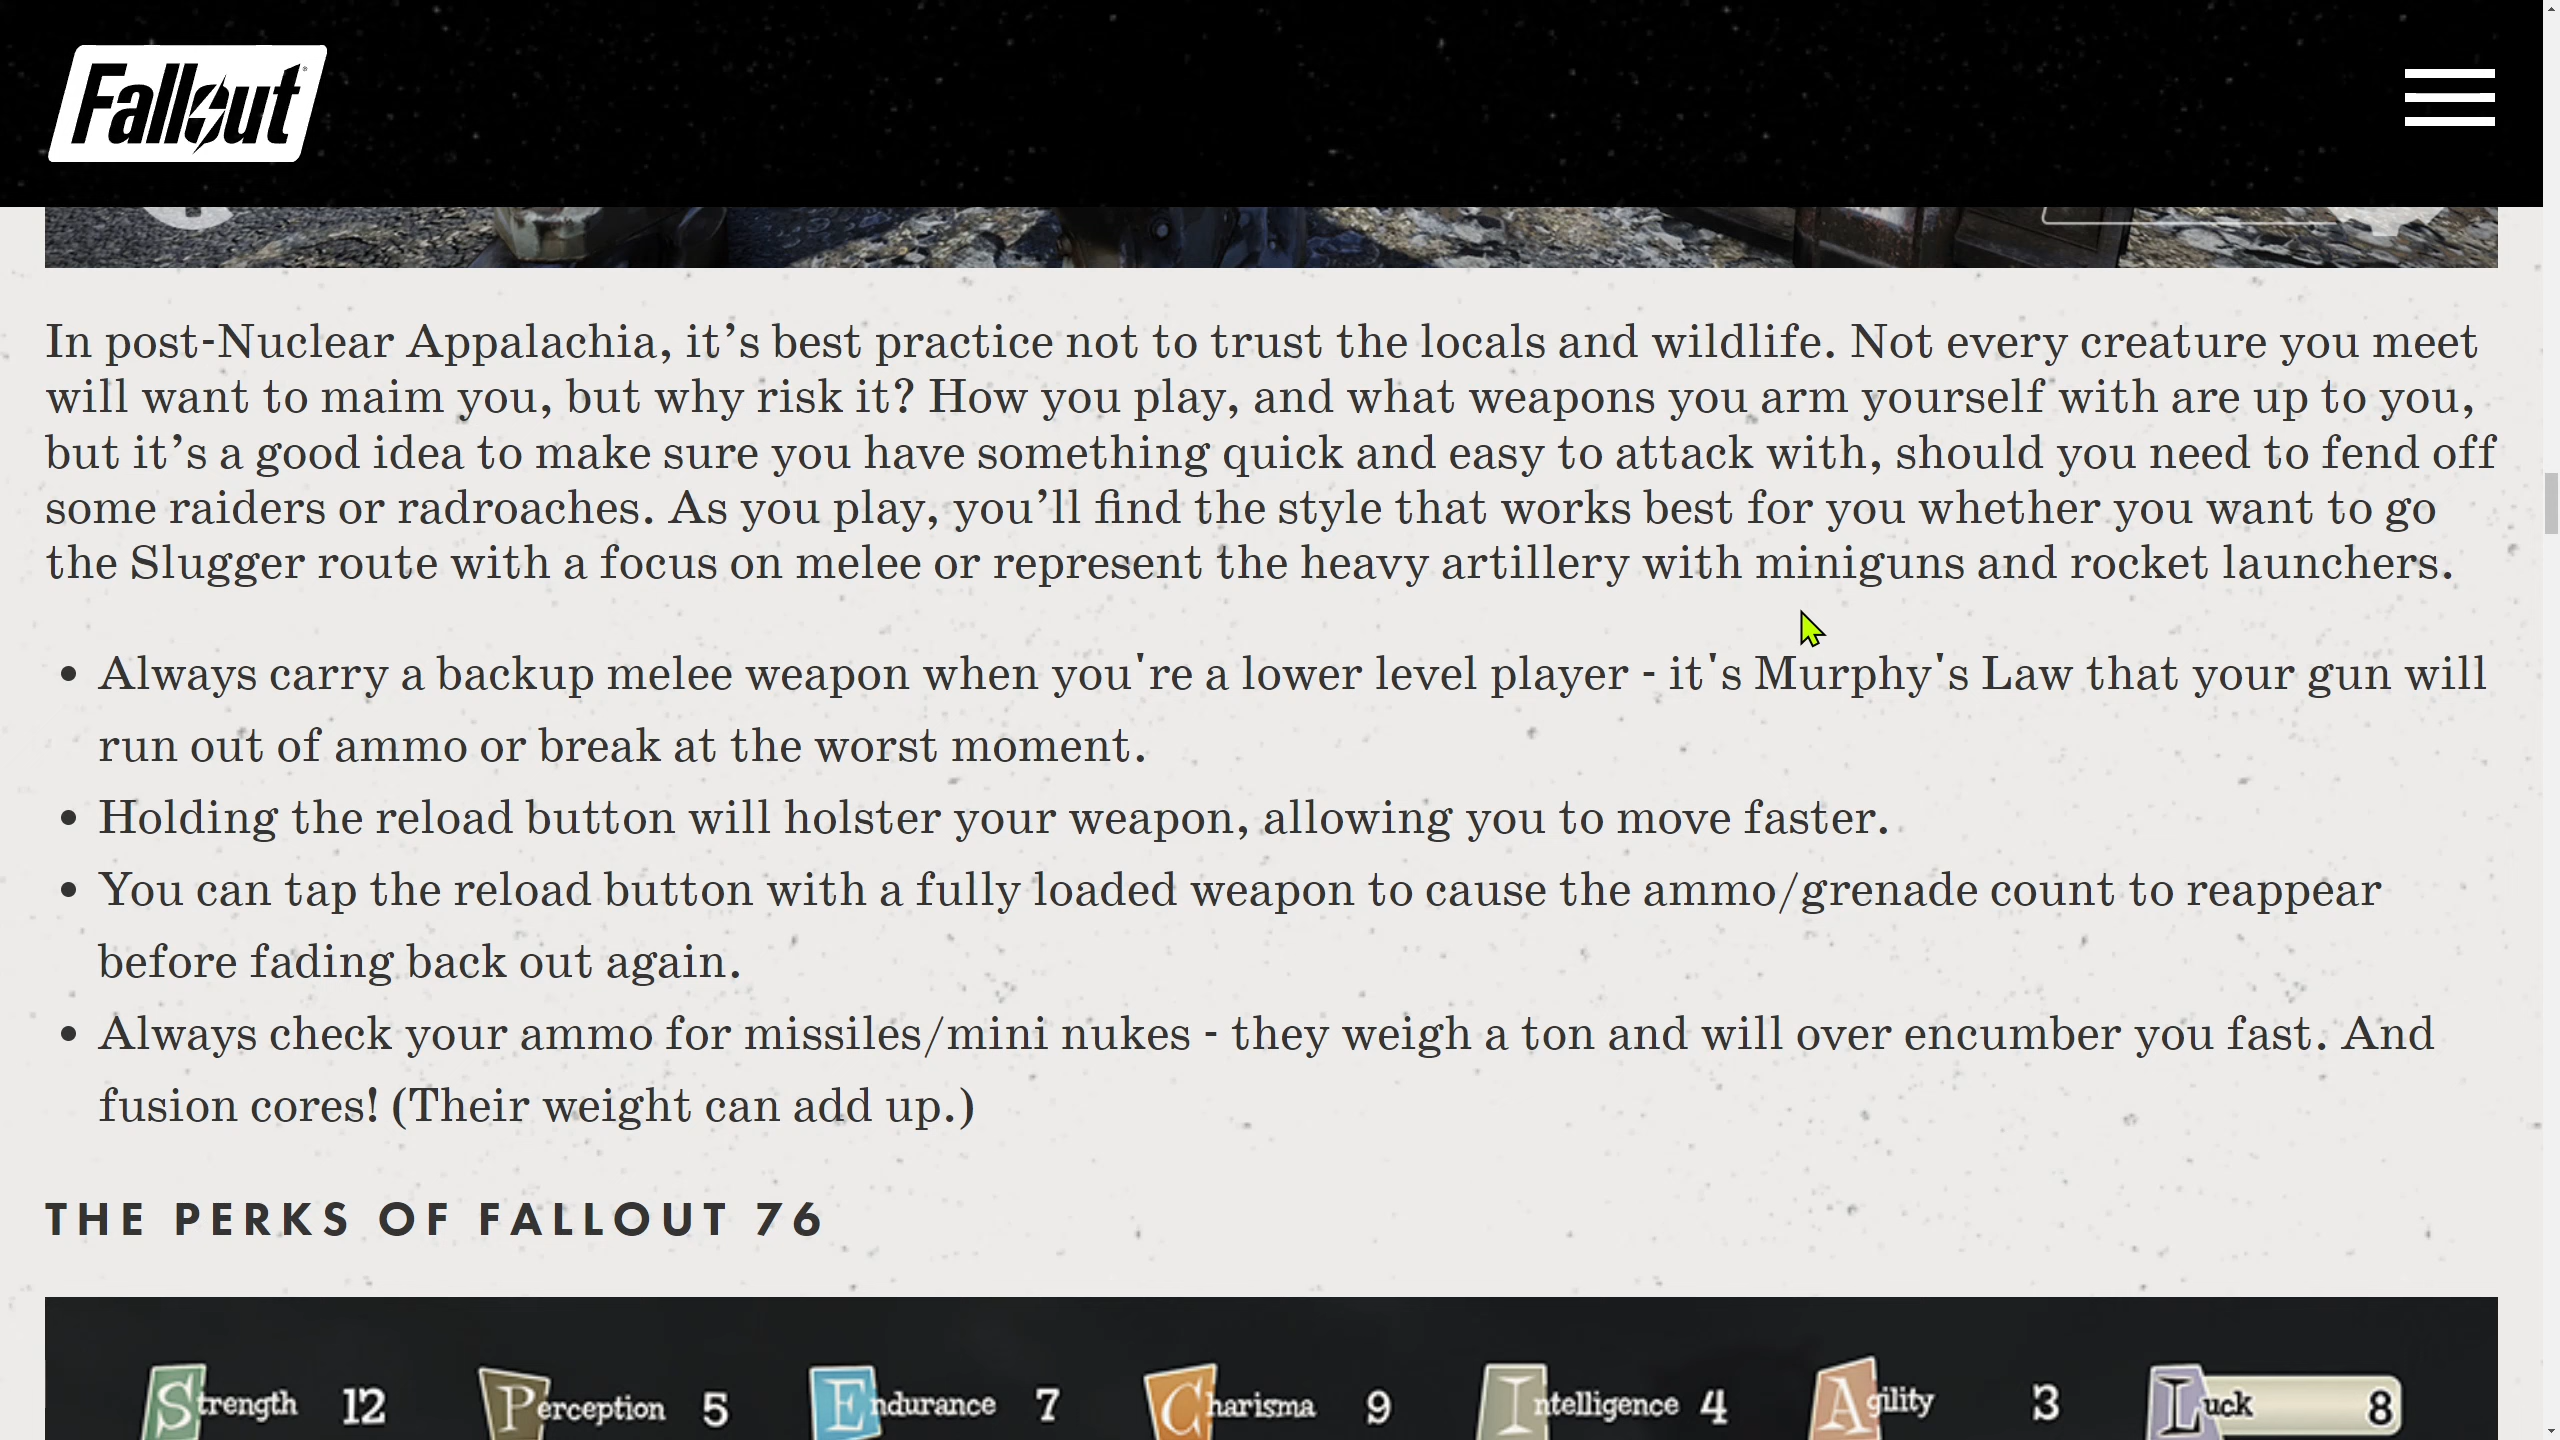 Fallout
In post-Nuclear Appalachia, it’s best practice not to trust the locals and wildlife. Not every creature you meet
will want to maim you, but why risk it? How you play, and what weapons you arm yourself with are up to you,
but it’s a good idea to make sure you have something quick and easy to attack with, should you need to fend off
some raiders or radroaches. As you play, you’ll find the style that works best for you whether you want to go
the Slugger route with a focus on melee or represent the heavy artillery with miniguns and rocket launchers.
• Always carry a backup melee weapon when you're a lower level player - it's Murphy's Law that your gun will
run out of ammo or break at the worst moment.
• Holding the reload button will holster your weapon, allowing you to move faster.
• You can tap the reload button with a fully loaded weapon to cause the ammo/grenade count to reappear
before fading back out again.
• Always check your ammo for missiles/mini nukes - they weigh a ton and will over encumber you fast. And
fusion cores! (Their weight can add up.)
THE PERKS OF FALLOUT 76
Strength 12 Perception 5 Endurance 7 Charisma 9 Intelligence 4 Agility 3 Luck 8